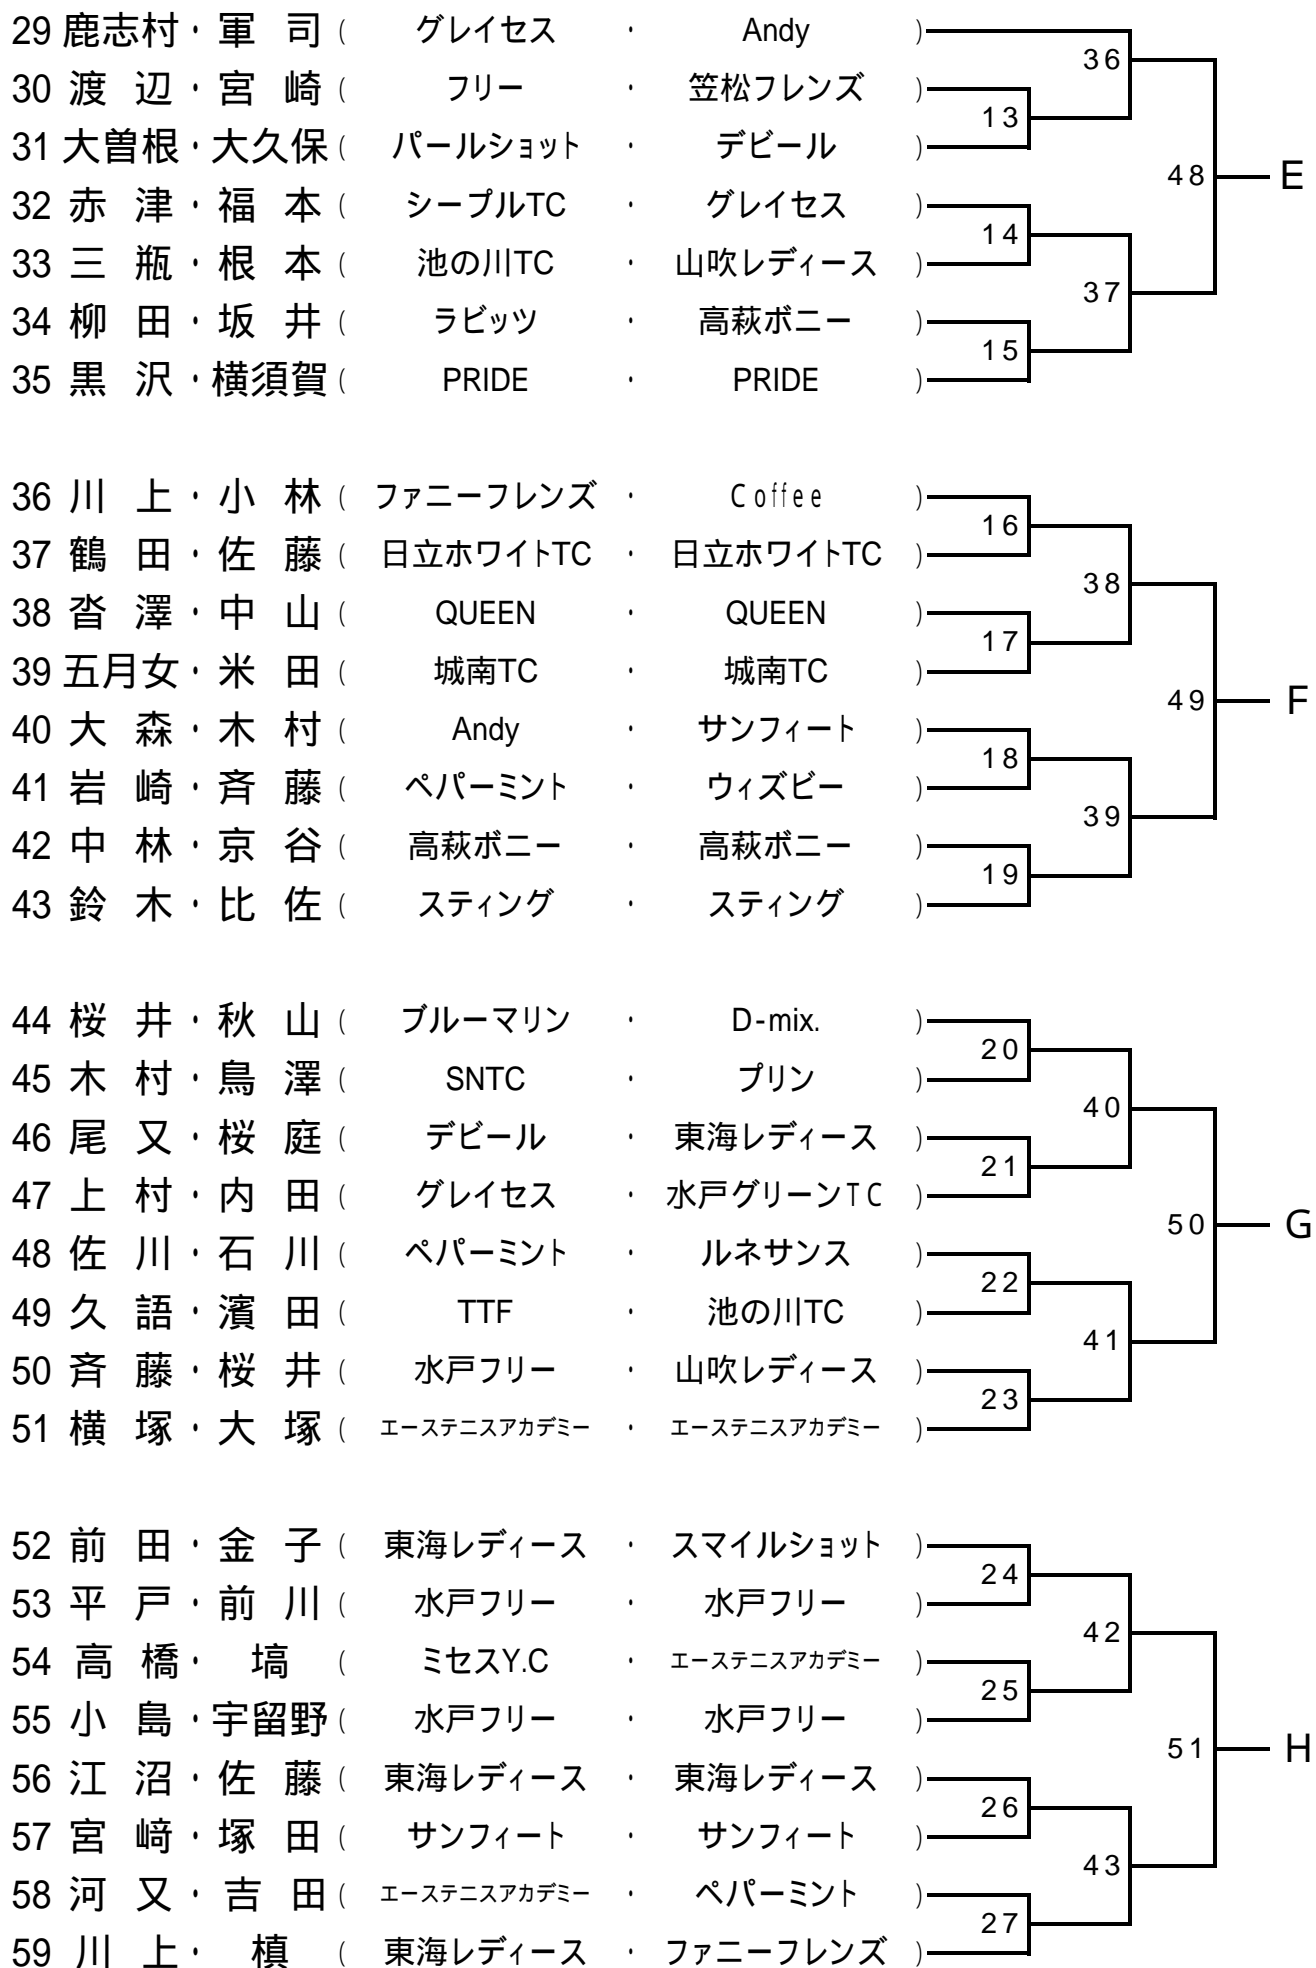 29 鹿志村・軍 司 ( グレイセス ・ Andy )
36
30 渡 辺・宮 崎 ( フリー ・ 笠松フレンズ )
13
31 大曽根・大久保 ( パールショット ・ デビール )
48 E
32 赤 津・福 本 ( シーブルTC ・ グレイセス )
14
33 三 瓶・根 本 ( 池の川TC ・ 山吹レディース )
37
34 柳 田・坂 井 ( ラビッツ ・ 高萩ボニー )
15
35 黒 沢・横須賀 ( PRIDE ・ PRIDE )
36 川 上・小 林 ( ファニーフレンズ ・ Coffee )
16
37 鶴 田・佐 藤 ( 日立ホワイトTC ・ 日立ホワイトTC )
38
38 沓 澤・中 山 ( QUEEN ・ QUEEN )
17
39 五月女・米 田 ( 城南TC ・ 城南TC )
49 F
40 大 森・木 村 ( Andy ・ サンフィート )
18
41 岩 崎・斉 藤 ( ペパーミント ・ ウィズビー )
39
42 中 林・京 谷 ( 高萩ボニー ・ 高萩ボニー )
19
43 鈴 木・比 佐 ( スティング ・ スティング )
44 桜 井・秋 山 ( ブルーマリン ・ D-mix. )
20
45 木 村・鳥 澤 ( SNTC ・ プリン )
40
46 尾 又・桜 庭 ( デビール ・ 東海レディース )
21
47 上 村・内 田 ( グレイセス ・ 水戸グリーンTC )
50 G
48 佐 川・石 川 ( ペパーミント ・ ルネサンス )
22
49 久 語・濱 田 ( TTF ・ 池の川TC )
41
50 斉 藤・桜 井 ( 水戸フリー ・ 山吹レディース )
23
51 横 塚・大 塚 ( エーステニスアカデミー ・ エーステニスアカデミー )
52 前 田・金 子 ( 東海レディース ・ スマイルショット )
24
53 平 戸・前 川 ( 水戸フリー ・ 水戸フリー )
42
54 高 橋・ 塙 ( ミセスY.C ・ エーステニスアカデミー )
25
55 小 島・宇留野 ( 水戸フリー ・ 水戸フリー )
51 H
56 江 沼・佐 藤 ( 東海レディース ・ 東海レディース )
26
57 宮 﨑・塚 田 ( サンフィート ・ サンフィート )
43
58 河 又・吉 田 ( エーステニスアカデミー ・ ペパーミント )
27
59 川 上・ 槙 ( 東海レディース ・ ファニーフレンズ )